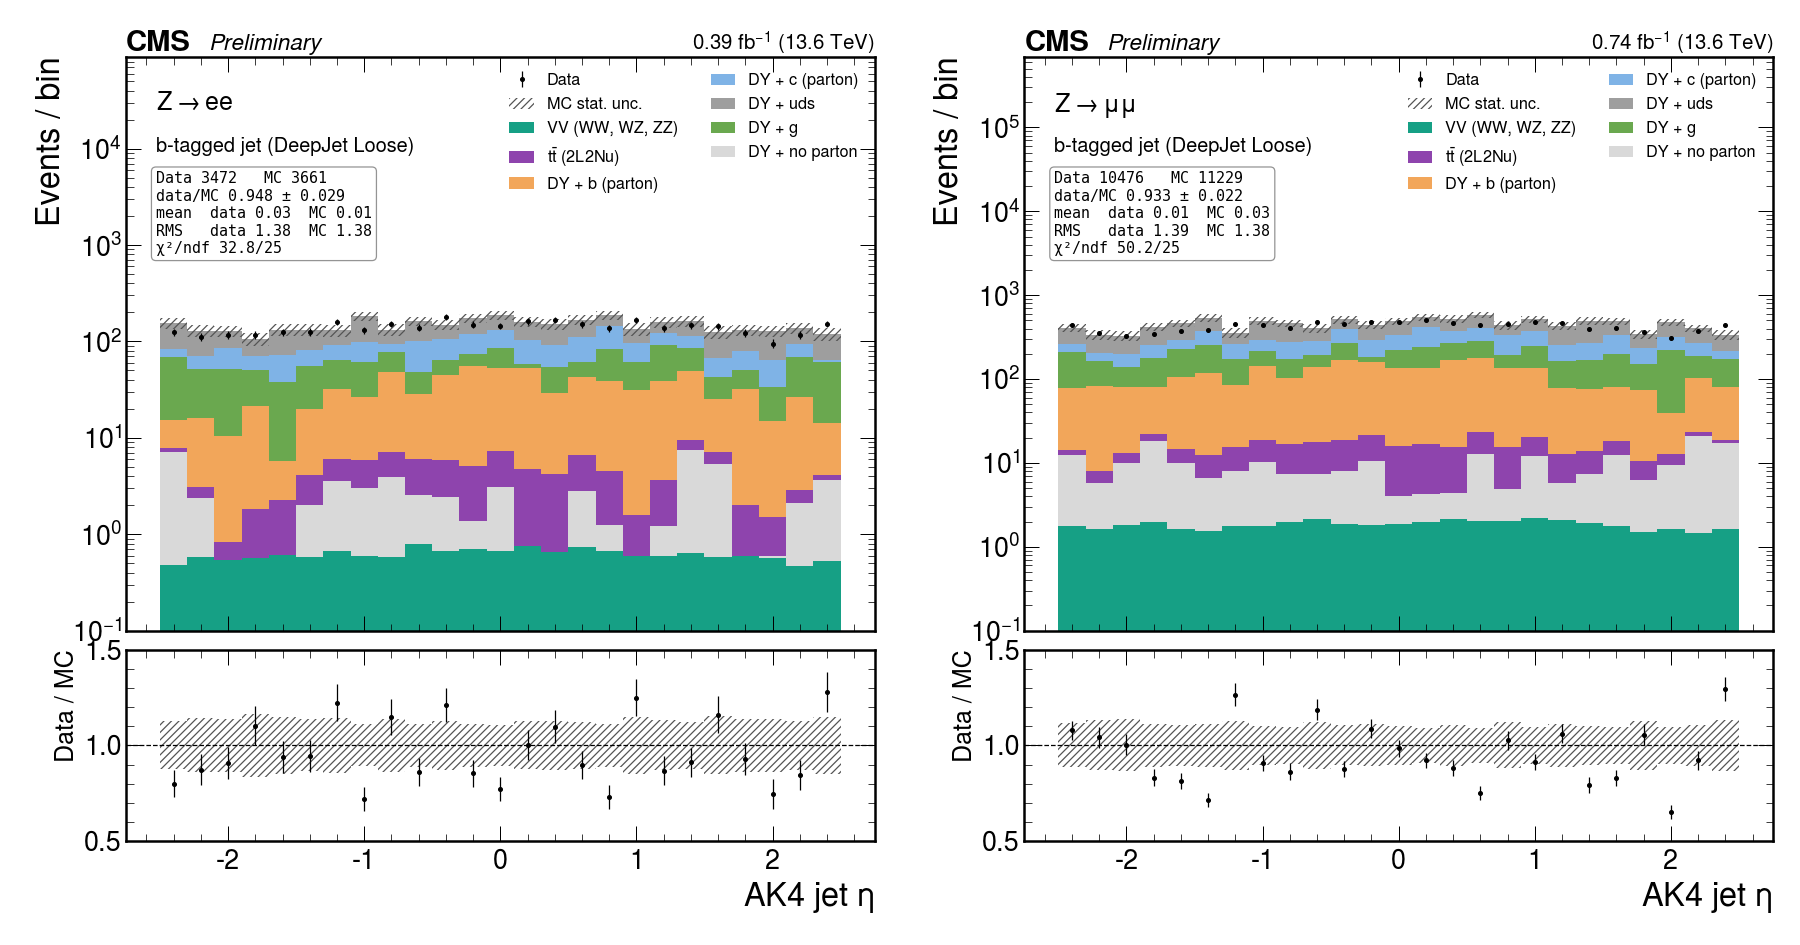 CMS Preliminary 0.39 fb⁻¹ (13.6 TeV)
Events / bin
Z → ee
b-tagged jet (DeepJet Loose)
Data 3472 MC 3661
data/MC 0.948 ± 0.029
mean data 0.03 MC 0.01
RMS data 1.38 MC 1.38
χ²/ndf 32.8/25
Data
MC stat. unc.
VV (WW, WZ, ZZ)
tt̄ (2L2Nu)
DY + b (parton)
DY + c (parton)
DY + uds
DY + g
DY + no parton
10⁴
10³
10²
10¹
10⁰
10⁻¹
Data / MC
1.5
1.0
0.5
-2 -1 0 1 2
AK4 jet η
CMS Preliminary 0.74 fb⁻¹ (13.6 TeV)
Events / bin
Z → μμ
b-tagged jet (DeepJet Loose)
Data 10476 MC 11229
data/MC 0.933 ± 0.022
mean data 0.01 MC 0.03
RMS data 1.39 MC 1.38
χ²/ndf 50.2/25
Data
MC stat. unc.
VV (WW, WZ, ZZ)
tt̄ (2L2Nu)
DY + b (parton)
DY + c (parton)
DY + uds
DY + g
DY + no parton
10⁵
10⁴
10³
10²
10¹
10⁰
10⁻¹
Data / MC
1.5
1.0
0.5
-2 -1 0 1 2
AK4 jet η